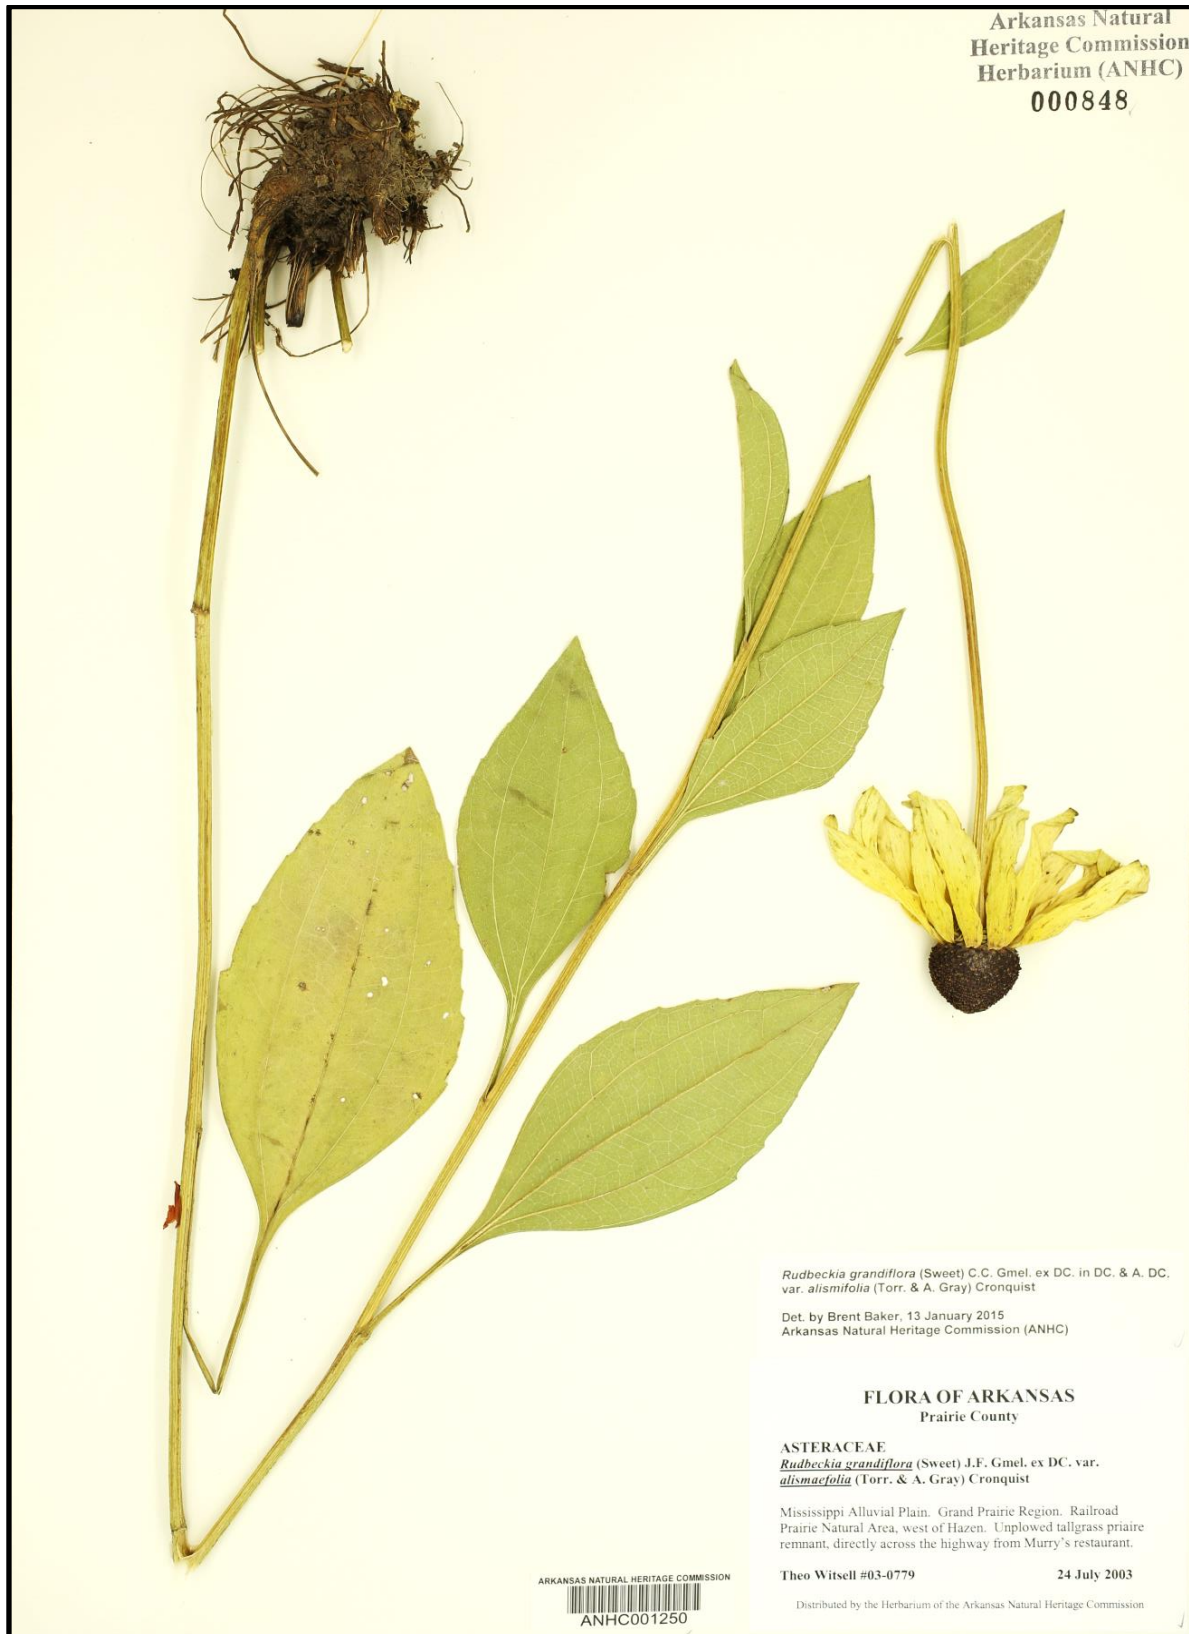 Arkansas Natural
Heritage Commission
Herbarium (ANHC)
000848
Rudbeckia grandiflora (Sweet) C.C. Gmel. ex DC. in DC. & A. DC.
var. alismifolia (Torr. & A. Gray) Cronquist
Det. by Brent Baker, 13 January 2015
Arkansas Natural Heritage Commission (ANHC)
FLORA OF ARKANSAS
Prairie County
ASTERACEAE
Rudbeckia grandiflora (Sweet) J.F. Gmel. ex DC. var.
alismaefolia (Torr. & A. Gray) Cronquist
Mississippi Alluvial Plain. Grand Prairie Region. Railroad
Prairie Natural Area, west of Hazen. Unplowed tallgrass priaire
remnant, directly across the highway from Murry's restaurant.
Theo Witsell #03-0779 24 July 2003
Distributed by the Herbarium of the Arkansas Natural Heritage Commission
ARKANSAS NATURAL HERITAGE COMMISSION
ANHC001250